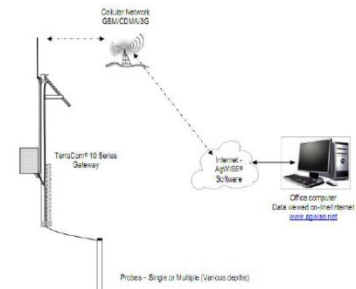 Cellular Network
GSM/CDMA/3G
TerraCom® 10 Series
Gateway
Internet -
AgWISE®
Software
Office computer
Data viewed on-line/internet
www.agwise.net
Probes - Single or Multiple (Various depths)